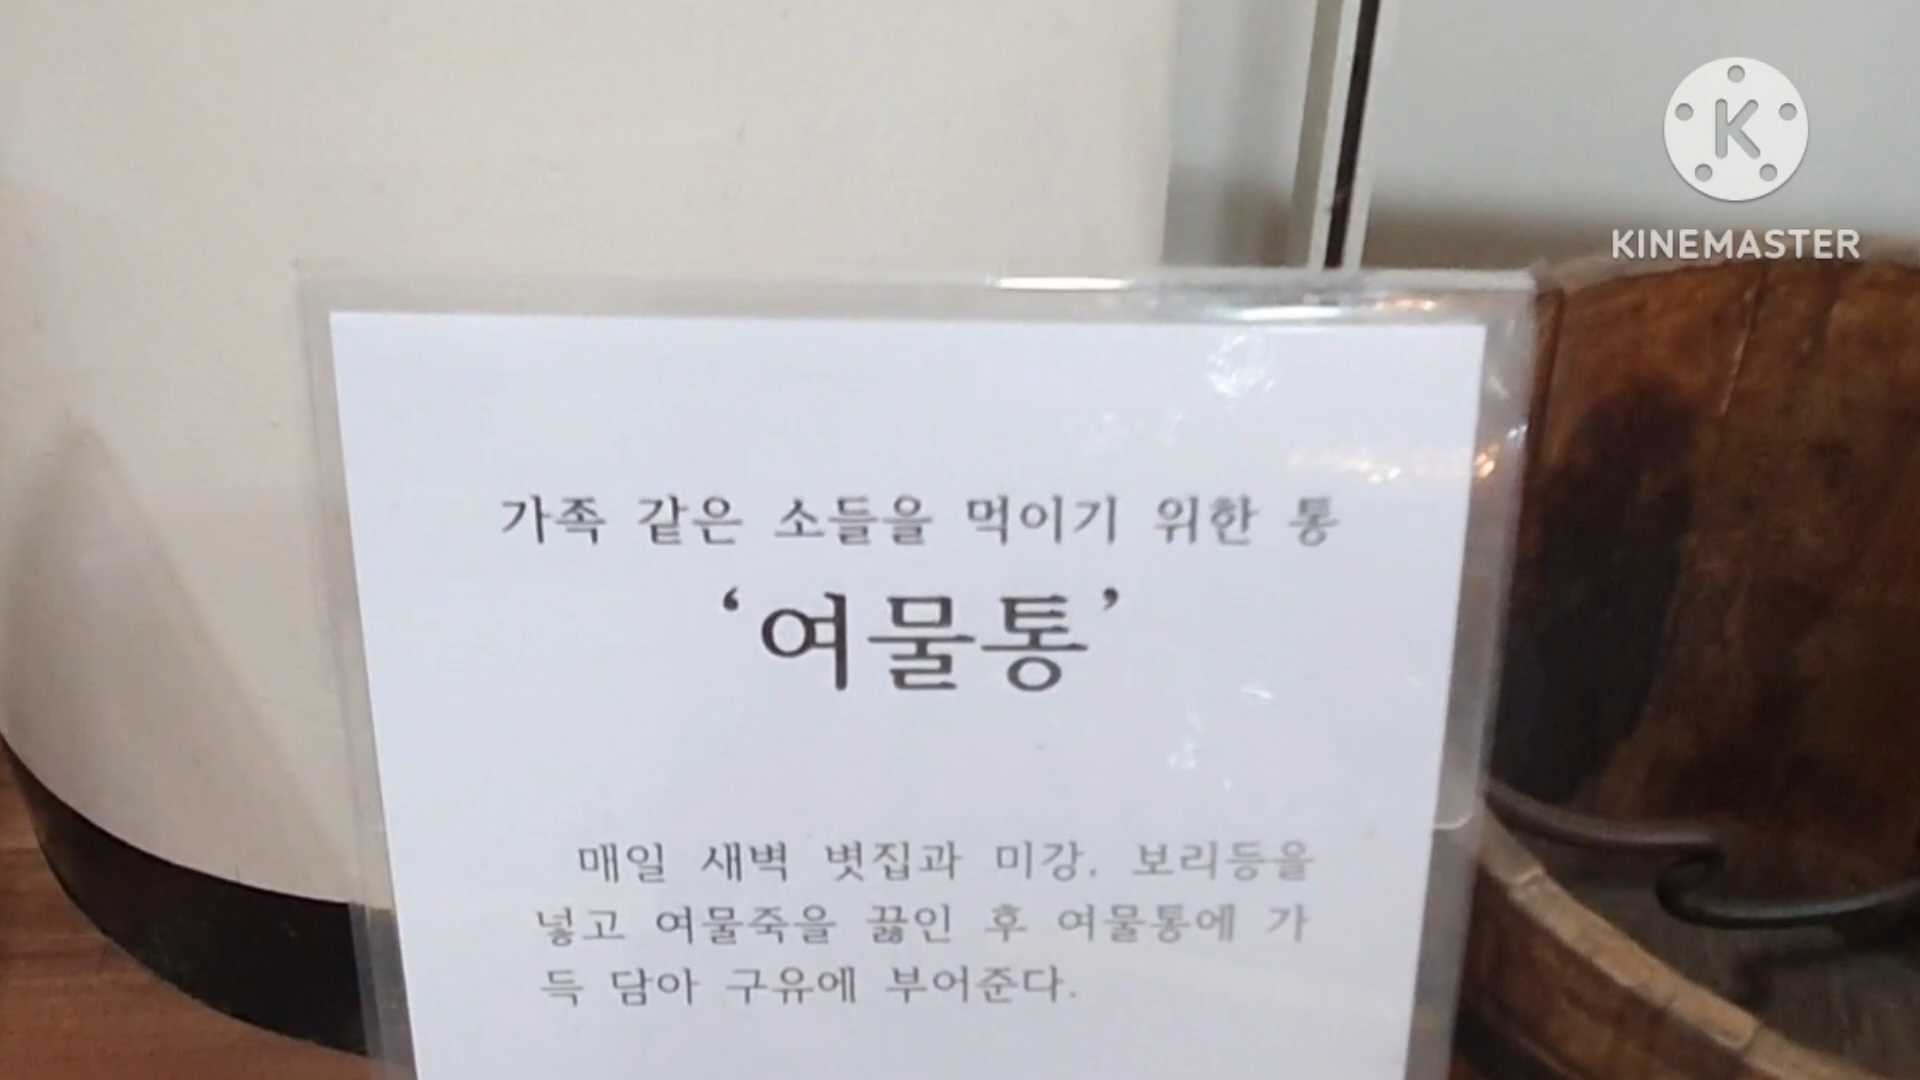 KINEMASTER
가족 같은 소들을 먹이기 위한 통
‘여물통’
매일 새벽 볏집과 미강, 보리등을
넣고 여물죽을 끓인 후 여물통에 가
득 담아 구유에 부어준다.